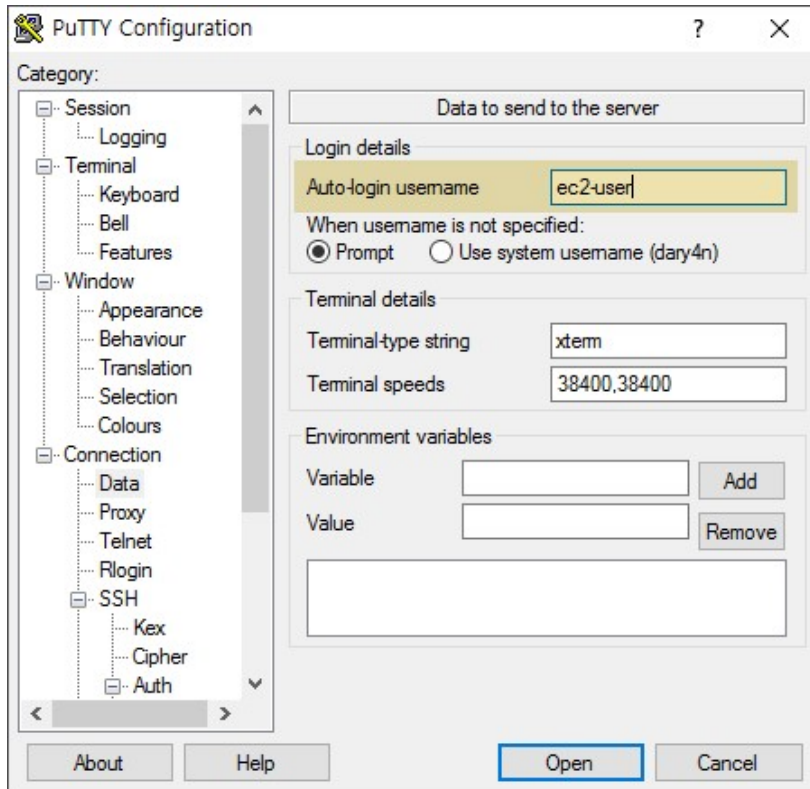 PuTTY Configuration
Category:
Session
Logging
Terminal
Keyboard
Bell
Features
Window
Appearance
Behaviour
Translation
Selection
Colours
Connection
Data
Proxy
Telnet
Rlogin
SSH
Kex
Cipher
Auth
Data to send to the server
Login details
Auto-login username ec2-user
When username is not specified:
Prompt Use system username (dary4n)
Terminal details
Terminal-type string xterm
Terminal speeds 38400,38400
Environment variables
Variable Add
Value Remove
About Help Open Cancel